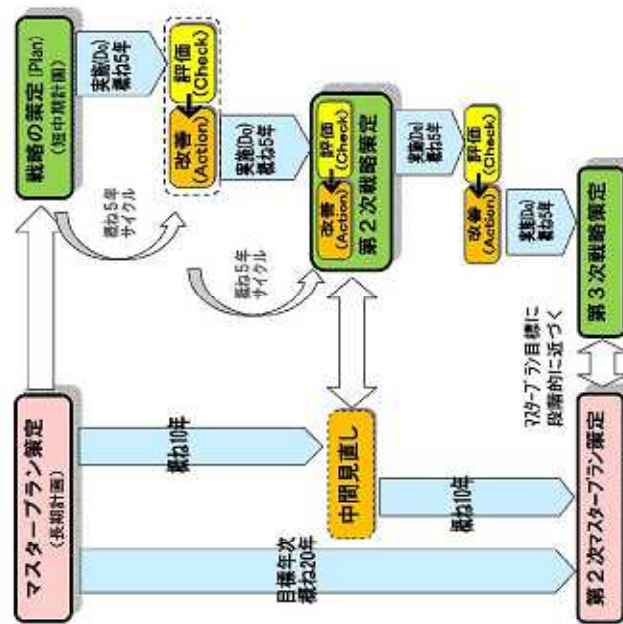 マスタープラン策定
（長期計画）
戦略の策定(Plan)
（短中期計画）
概ね5年
サイクル
実施(Do)
概ね5年
改善
(Action)
評価
(Check)
概ね5年
サイクル
実施(Do)
概ね5年
概ね10年
目標年次
概ね20年
中間見直し
改善
(Action)
評価
(Check)
第２次戦略策定
実施(Do)
概ね5年
概ね10年
改善
(Action)
評価
(Check)
実施(Do)
概ね5年
マスタープラン目標に
段階的に近づく
第２次マスタープラン策定
第３次戦略策定